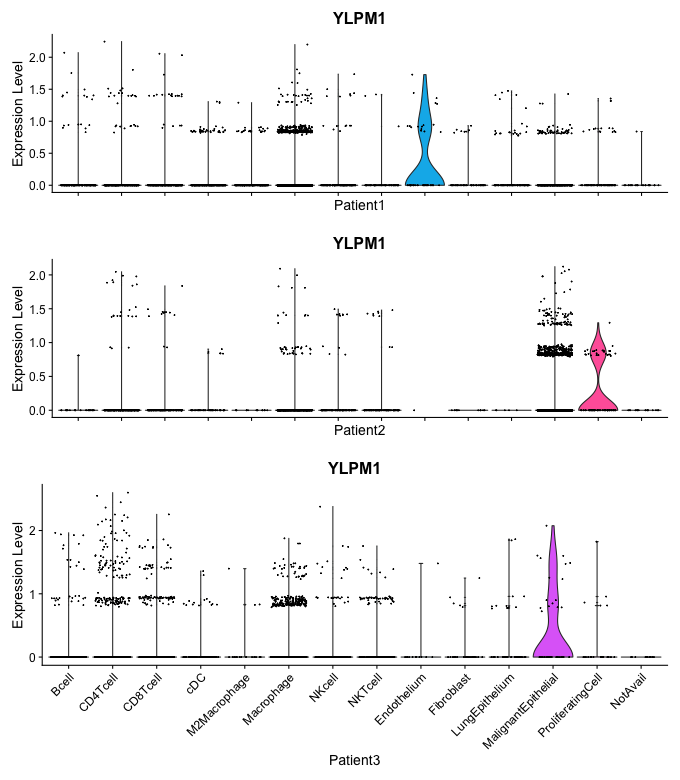 YLPM1
Expression Level
2.0
1.5
1.0
0.5
0.0
Patient1
YLPM1
Expression Level
2.0
1.5
1.0
0.5
0.0
Patient2
YLPM1
Expression Level
2
1
0
Bcell
CD4Tcell
CD8Tcell
cDC
M2Macrophage
Macrophage
NKcell
NKTcell
Endothelium
Fibroblast
LungEpithelium
MalignantEpithelial
ProliferatingCell
NotAvail
Patient3